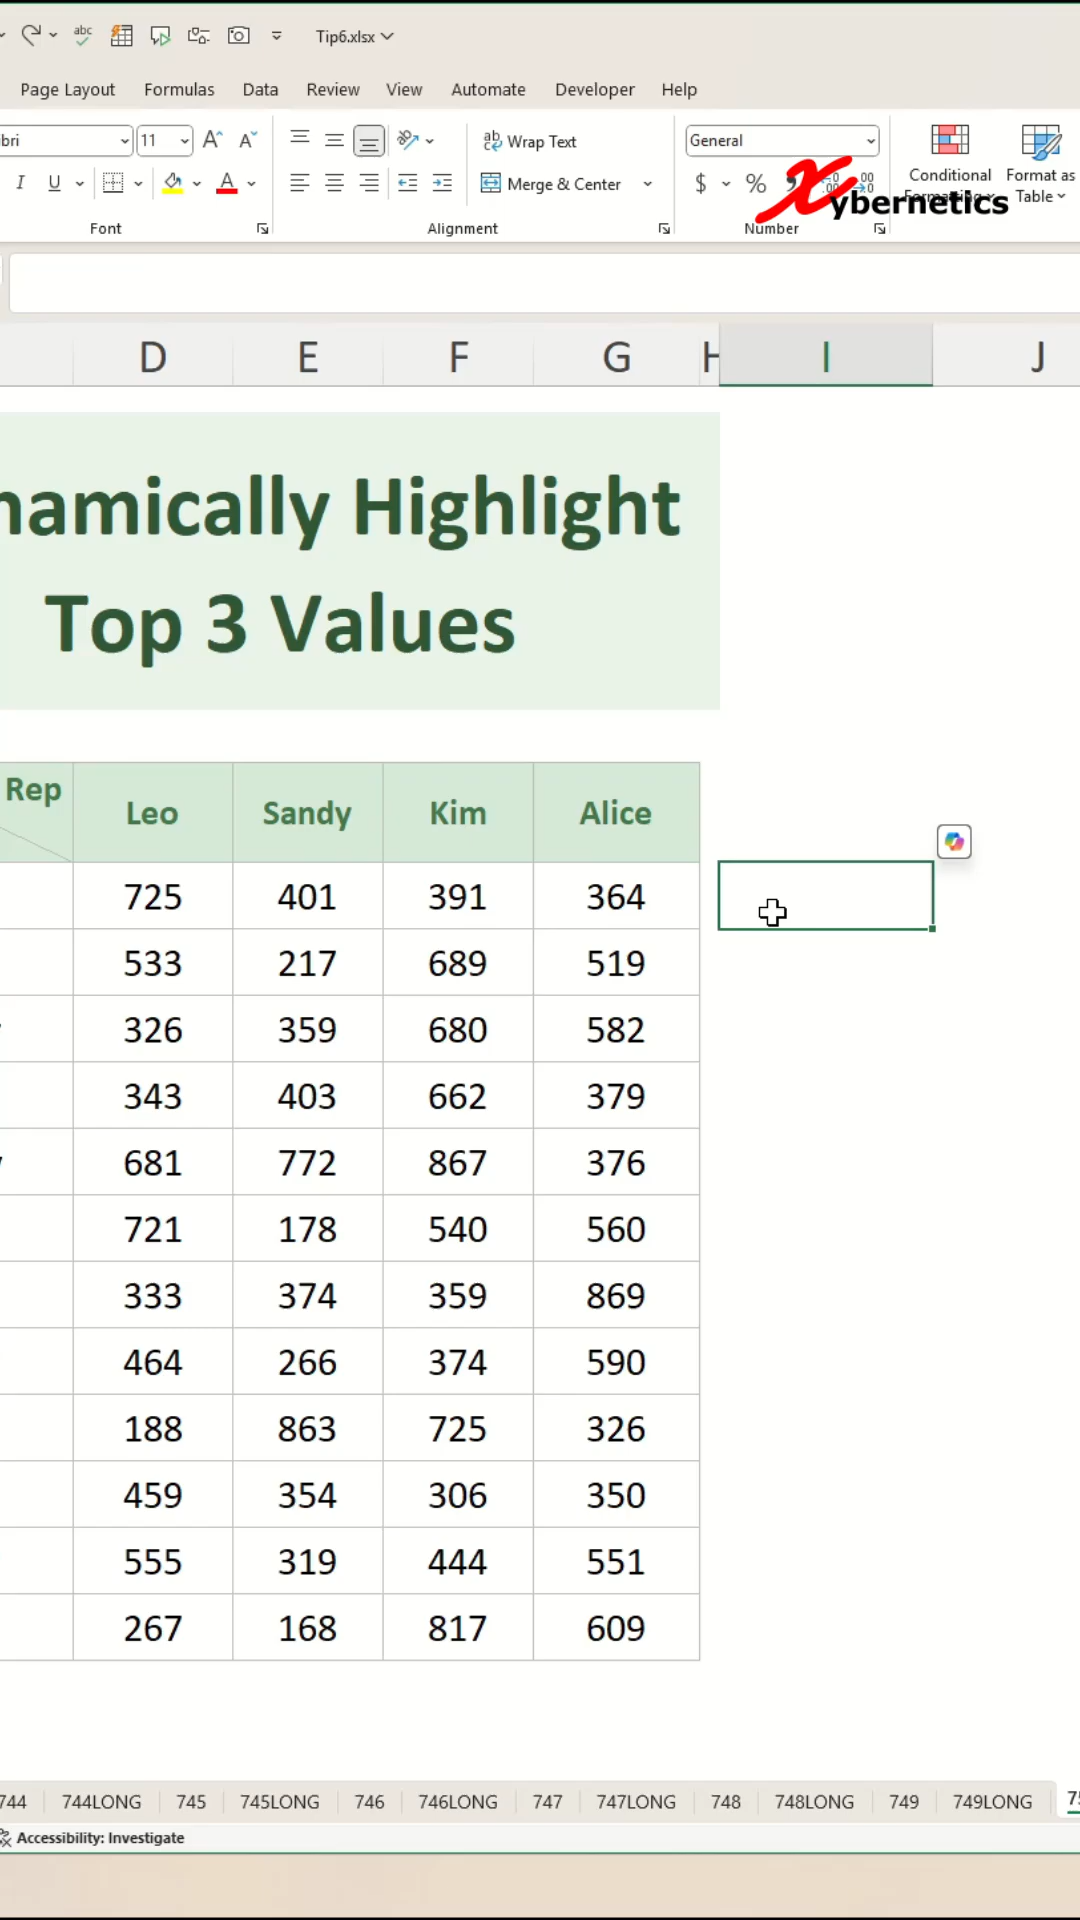 abc Tip6.xlsx
Page Layout Formulas Data Review View Automate Developer Help
bri 11 A A Wrap Text General
I U A Merge & Center $ % Conditional Format as
Table
Xybernetics
Font Alignment Number
D E F G H I J
namically Highlight
Top 3 Values
Rep Leo Sandy Kim Alice
725 401 391 364
533 217 689 519
326 359 680 582
343 403 662 379
681 772 867 376
721 178 540 560
333 374 359 869
464 266 374 590
188 863 725 326
459 354 306 350
555 319 444 551
267 168 817 609
744 744LONG 745 745LONG 746 746LONG 747 747LONG 748 748LONG 749 749LONG
Accessibility: Investigate